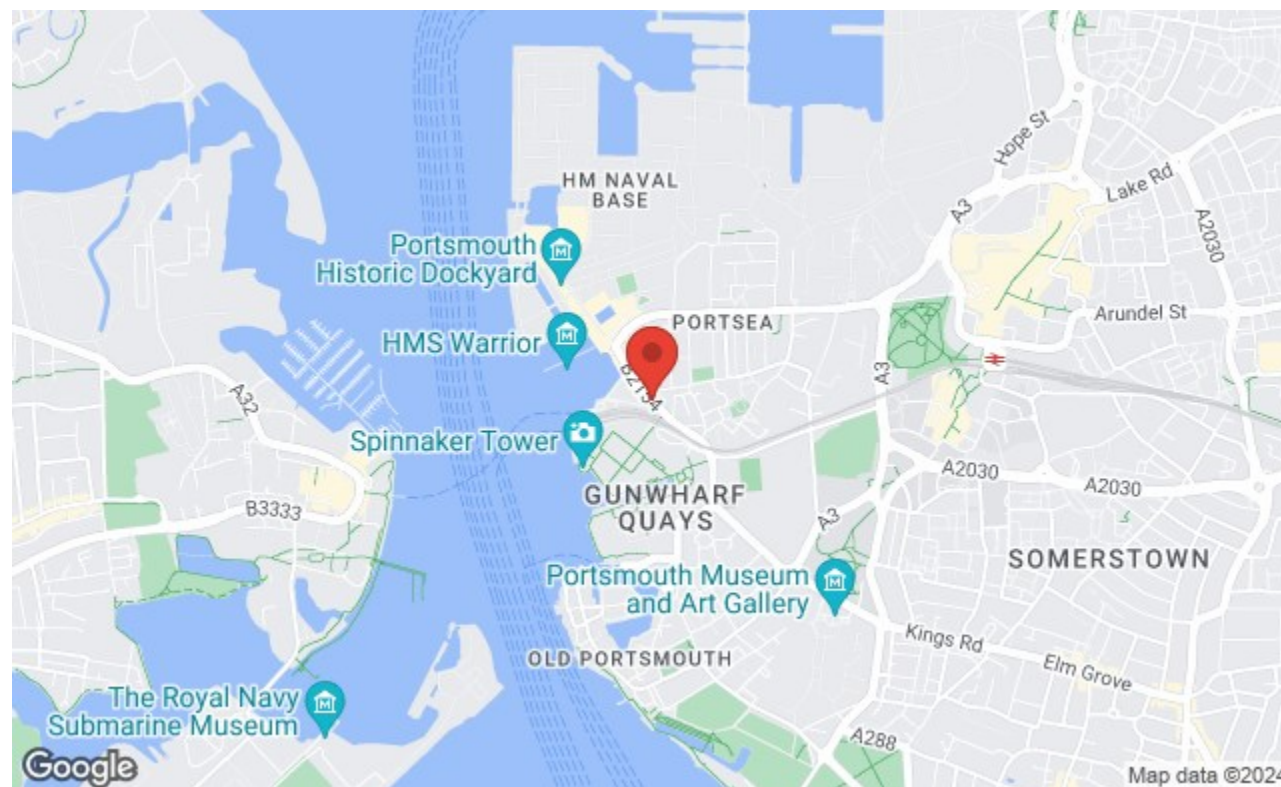 Hope St
Lake Rd
HM NAVAL
BASE
A3
A2030
Portsmouth
Historic Dockyard
Arundel St
PORTSEA
HMS Warrior
B2154
A3
A32
Spinnaker Tower
A2030
A2030
GUNWHARF
QUAYS
B3333
A3
SOMERSTOWN
Portsmouth Museum
and Art Gallery
Kings Rd
OLD PORTSMOUTH
Elm Grove
The Royal Navy
Submarine Museum
A288
Google
Map data ©2024